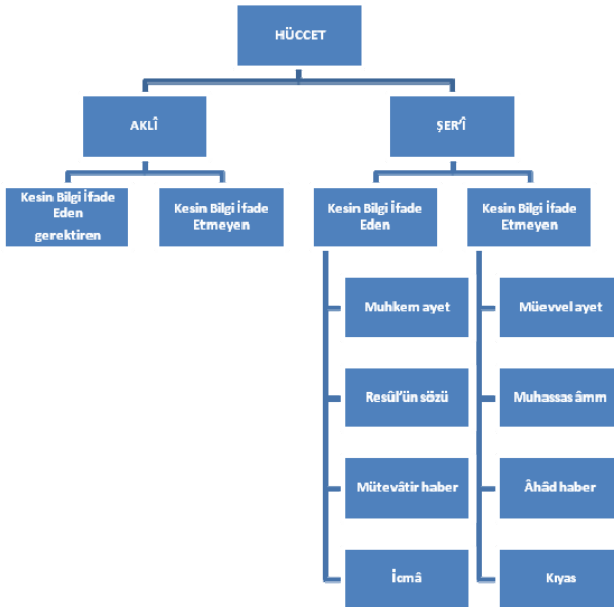 HÜCCET
AKLÎ
ŞER'Î
Kesin Bilgi İfade
Eden
gerektiren
Kesin Bilgi İfade
Etmeyen
Kesin Bilgi İfade
Eden
Kesin Bilgi İfade
Etmeyen
Muhkem ayet
Müevvel ayet
Resûl'ün sözü
Muhassas âmm
Mütevâtir haber
Âhâd haber
İcmâ
Kıyas